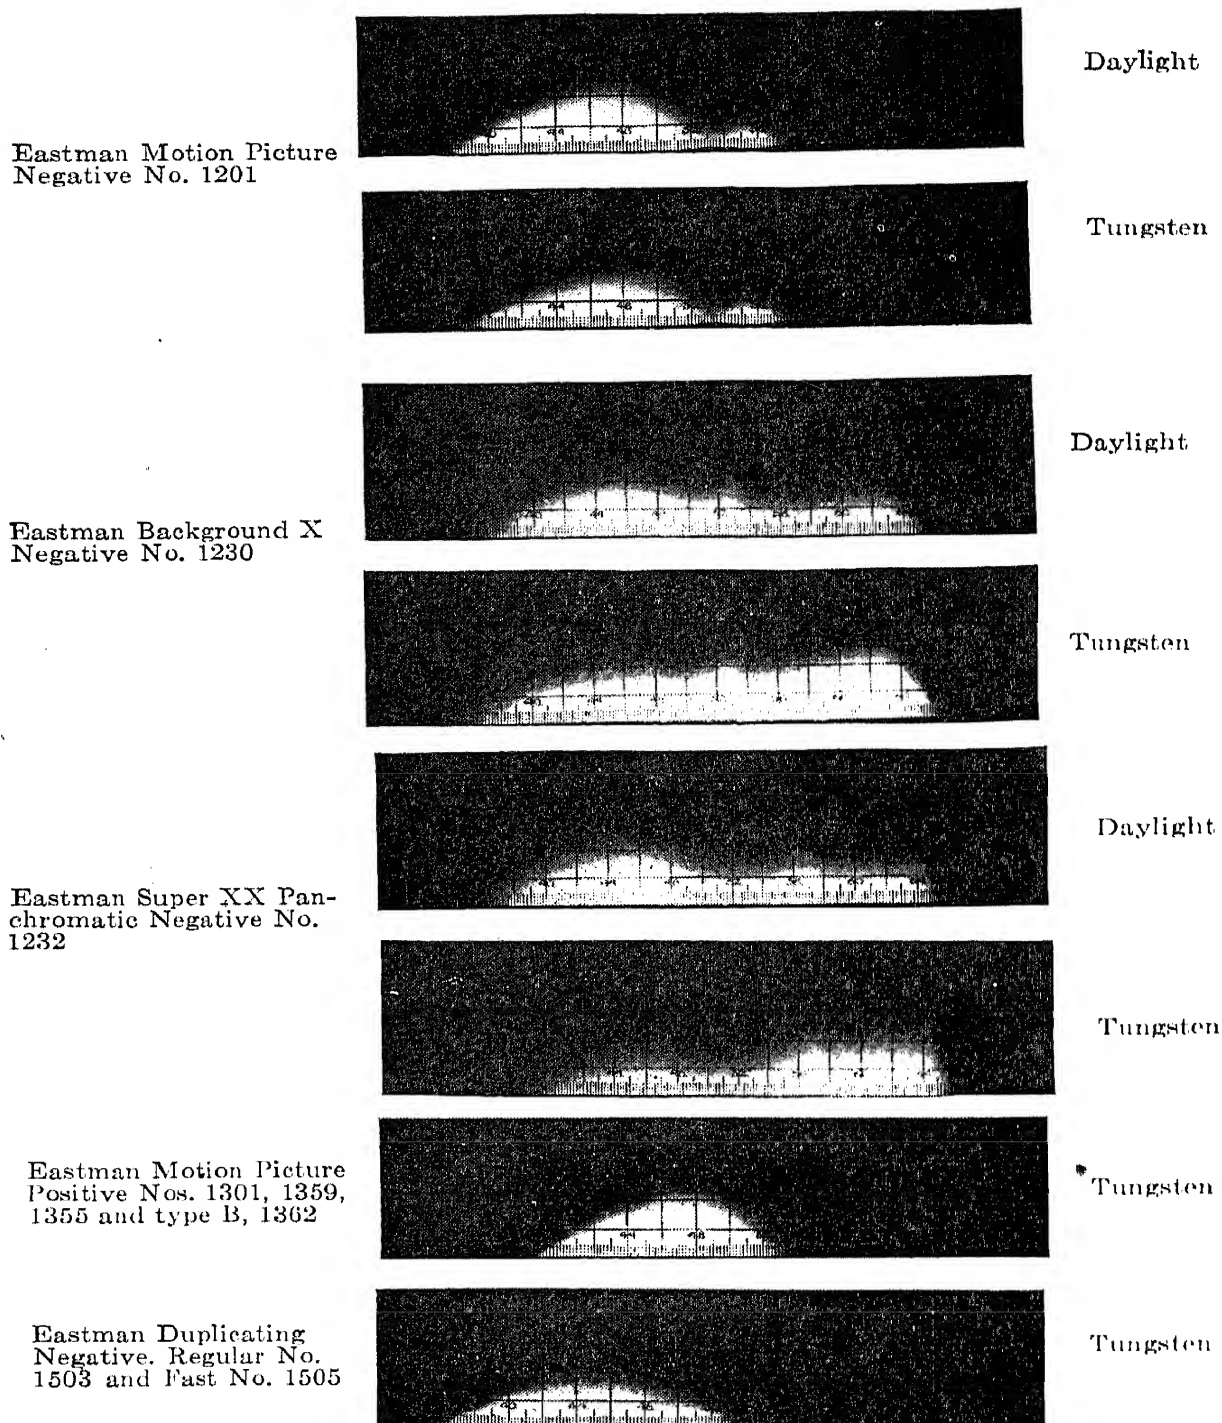 Daylight
Eastman Motion Picture
Negative No. 1201
Tungsten
Daylight
Eastman Background X
Negative No. 1230
Tungsten
Daylight
Eastman Super XX Pan-
chromatic Negative No.
1232
Tungsten
Eastman Motion Picture
Positive Nos. 1301, 1359,
1355 and type B, 1362
Tungsten
Eastman Duplicating
Negative. Regular No.
1503 and Fast No. 1505
Tungsten